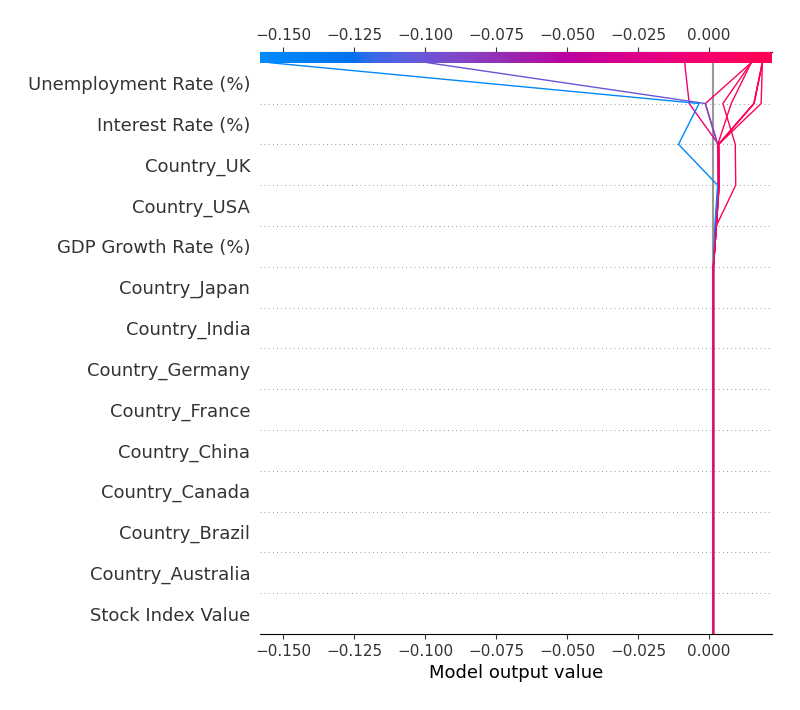 −0.150 −0.125 −0.100 −0.075 −0.050 −0.025 0.000
Unemployment Rate (%)
Interest Rate (%)
Country_UK
Country_USA
GDP Growth Rate (%)
Country_Japan
Country_India
Country_Germany
Country_France
Country_China
Country_Canada
Country_Brazil
Country_Australia
Stock Index Value
−0.150 −0.125 −0.100 −0.075 −0.050 −0.025 0.000
Model output value